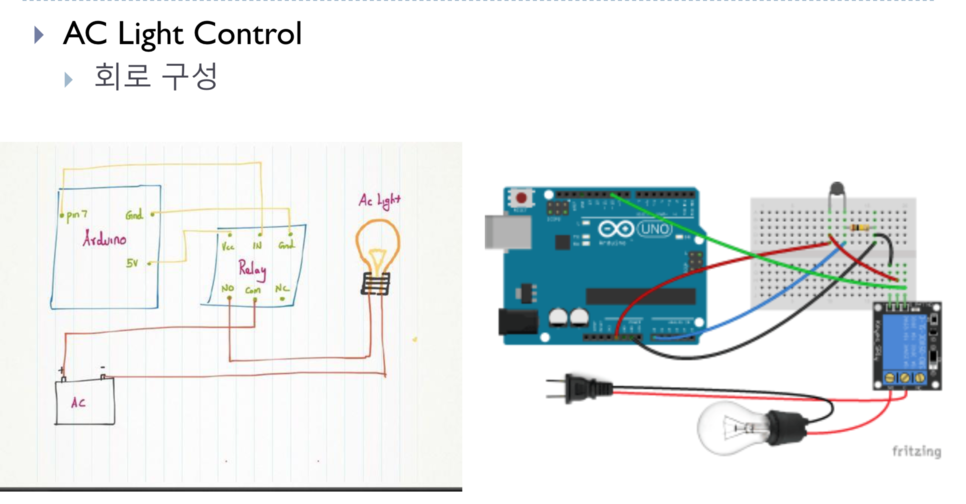 AC Light Control
회로 구성
Ac Light
pin 7
Gnd
Arduino
5V
Vcc IN Gnd
Relay
NO Com NC
+ -
AC
UNO
Arduino
fritzing